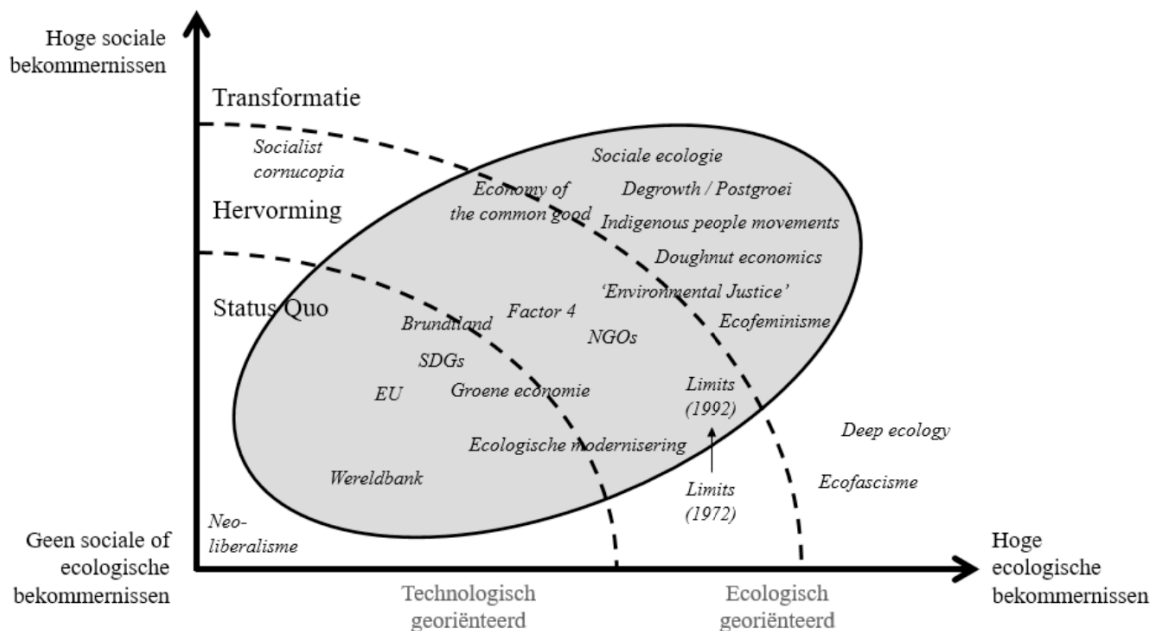 Hoge sociale
bekommernissen
Transformatie
Socialist
cornucopia
Hervorming
Status Quo
Sociale ecologie
Economy of
the common good
Degrowth / Postgroei
Indigenous people movements
Doughnut economics
‘Environmental Justice’
Factor 4
Brundtland
NGOs
Ecofeminisme
SDGs
EU
Groene economie
Limits
(1992)
Ecologische modernisering
Deep ecology
Wereldbank
Limits
(1972)
Ecofascisme
Neo-
liberalisme
Geen sociale of
ecologische
bekommernissen
Technologisch
georiënteerd
Ecologisch
georiënteerd
Hoge
ecologische
bekommernissen